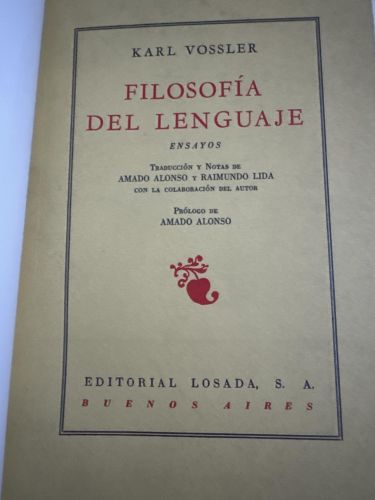 KARL VOSSLER
FILOSOFÍA
DEL LENGUAJE
ENSAYOS
TRADUCCIÓN Y NOTAS DE
AMADO ALONSO Y RAIMUNDO LIDA
CON LA COLABORACIÓN DEL AUTOR
PRÓLOGO DE
AMADO ALONSO
EDITORIAL LOSADA, S. A.
BUENOS AIRES